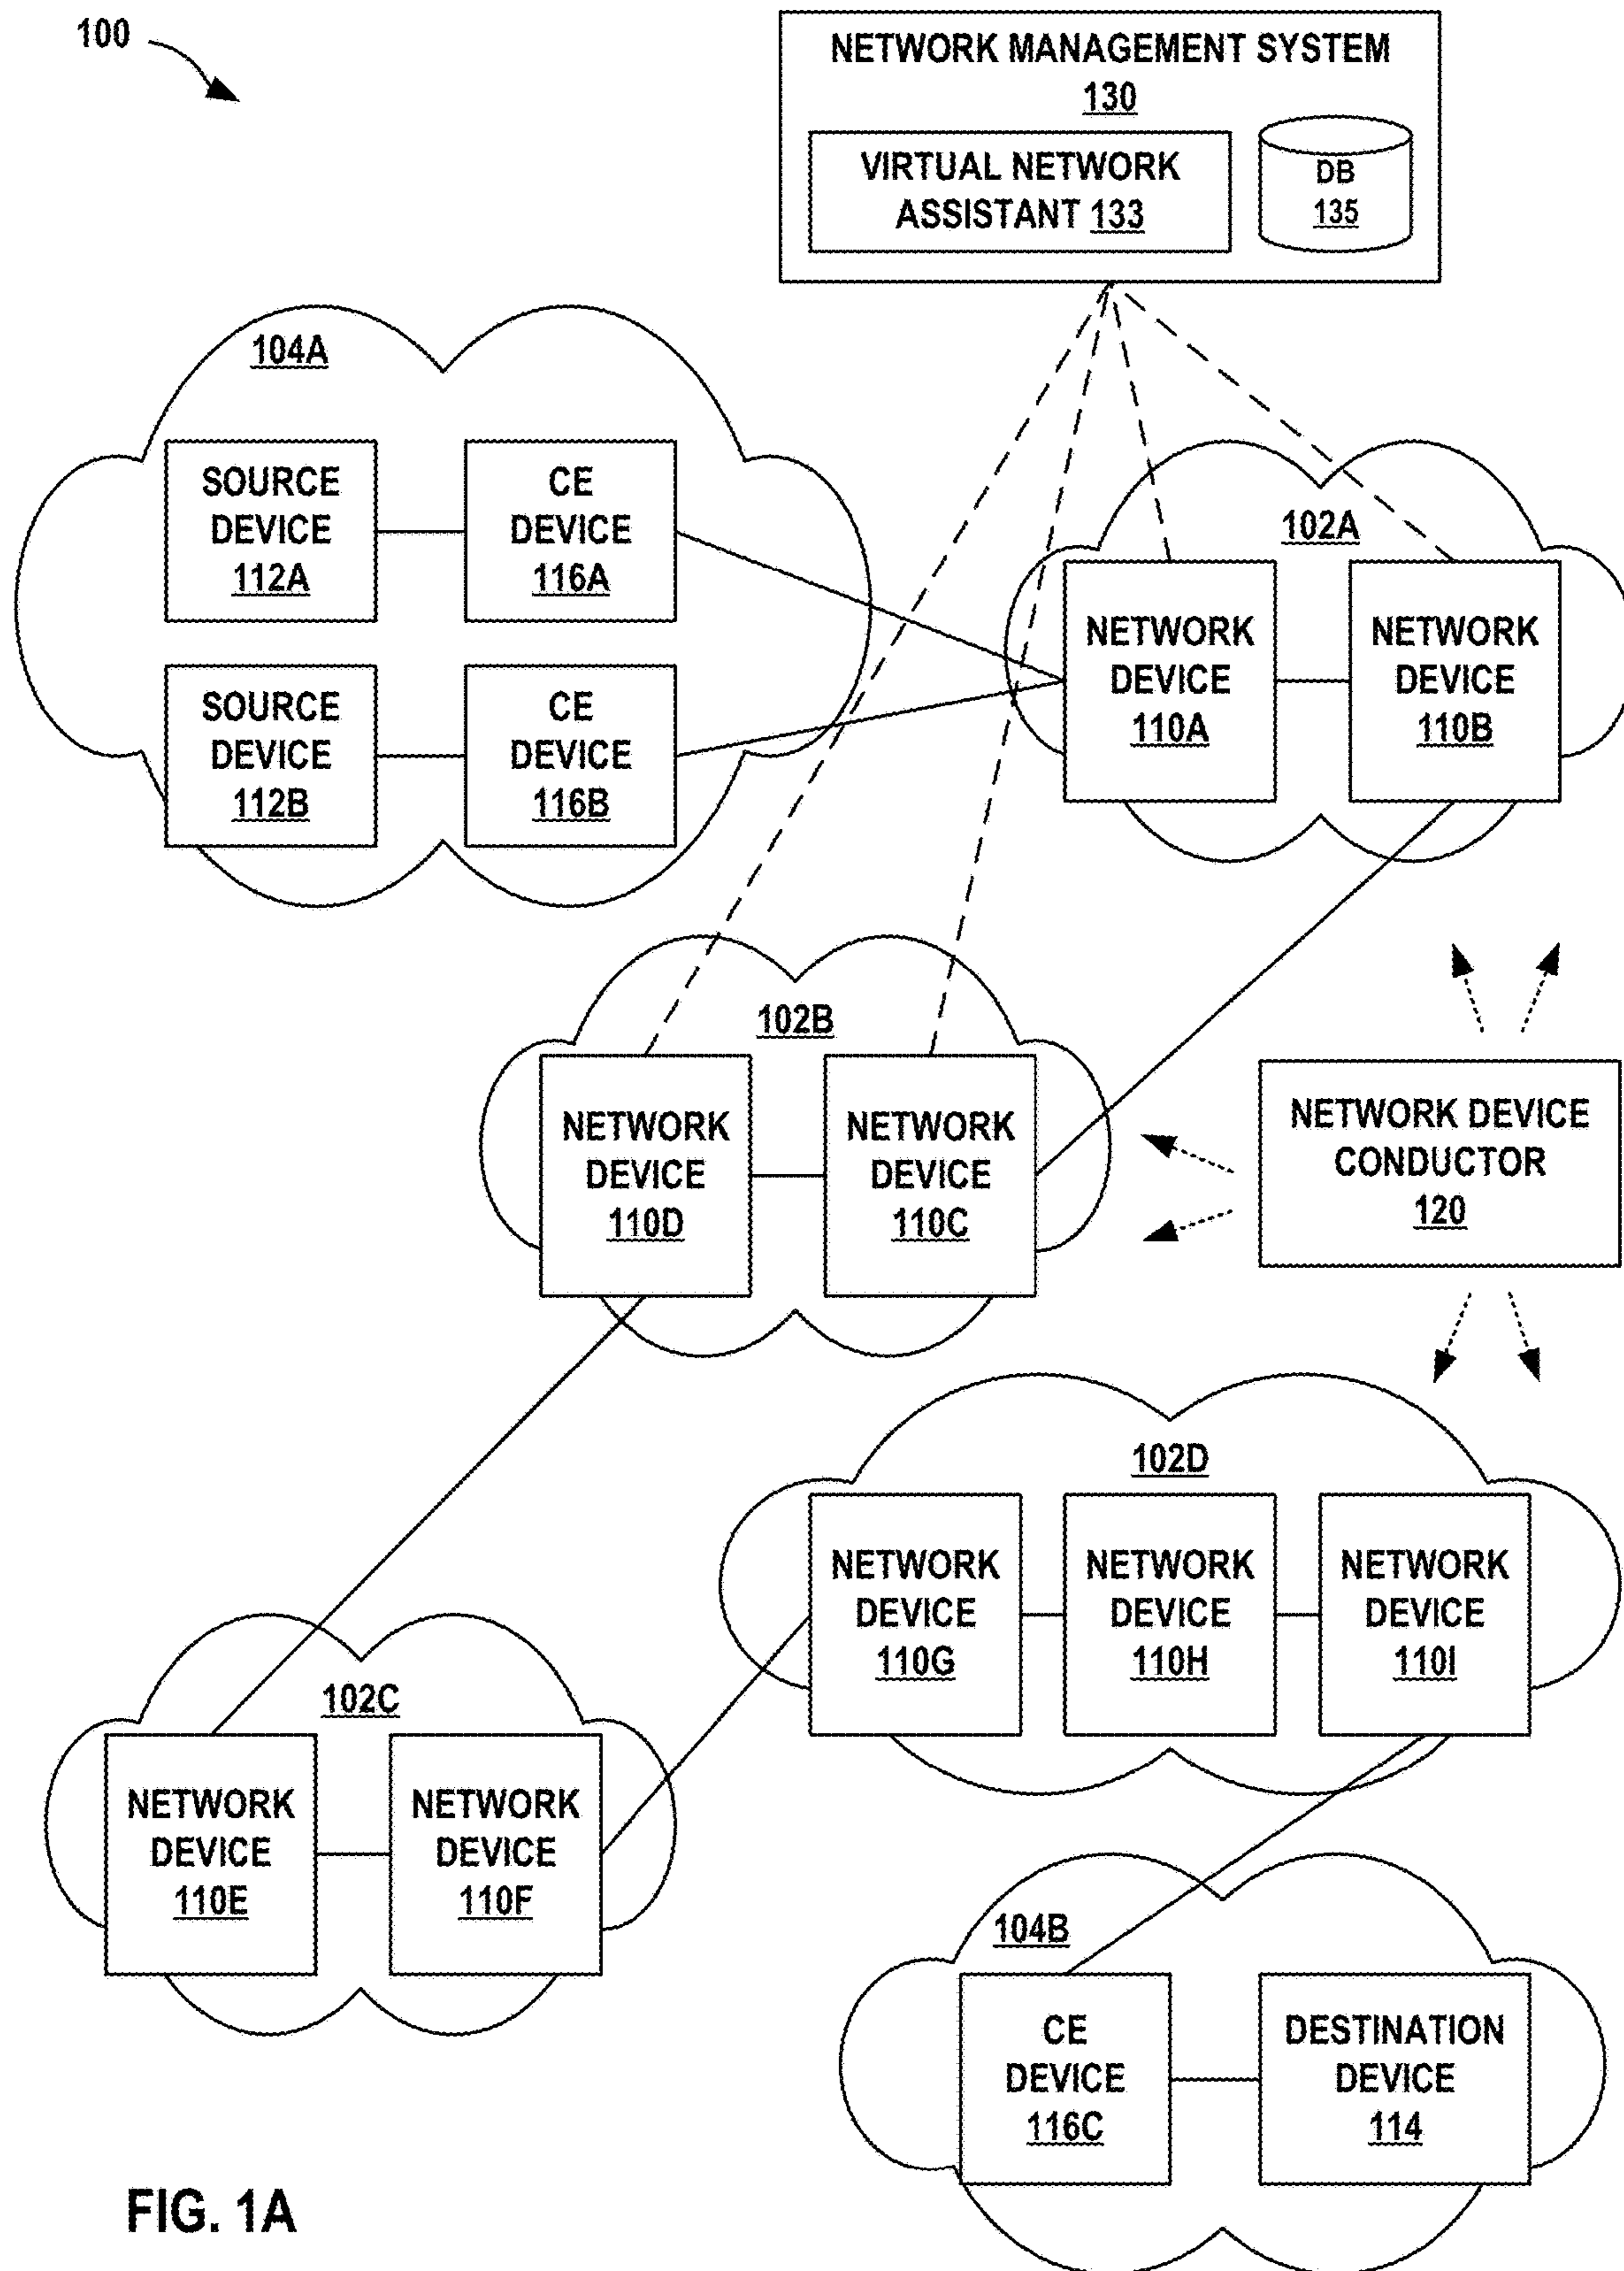 100
NETWORK MANAGEMENT SYSTEM
130
VIRTUAL NETWORK
ASSISTANT 133
DB
135
104A
SOURCE
DEVICE
112A
CE
DEVICE
116A
SOURCE
DEVICE
112B
CE
DEVICE
116B
102A
NETWORK
DEVICE
110A
NETWORK
DEVICE
110B
102B
NETWORK
DEVICE
110D
NETWORK
DEVICE
110C
NETWORK DEVICE
CONDUCTOR
120
102D
NETWORK
DEVICE
110G
NETWORK
DEVICE
110H
NETWORK
DEVICE
110I
102C
NETWORK
DEVICE
110E
NETWORK
DEVICE
110F
104B
CE
DEVICE
116C
DESTINATION
DEVICE
114
FIG. 1A